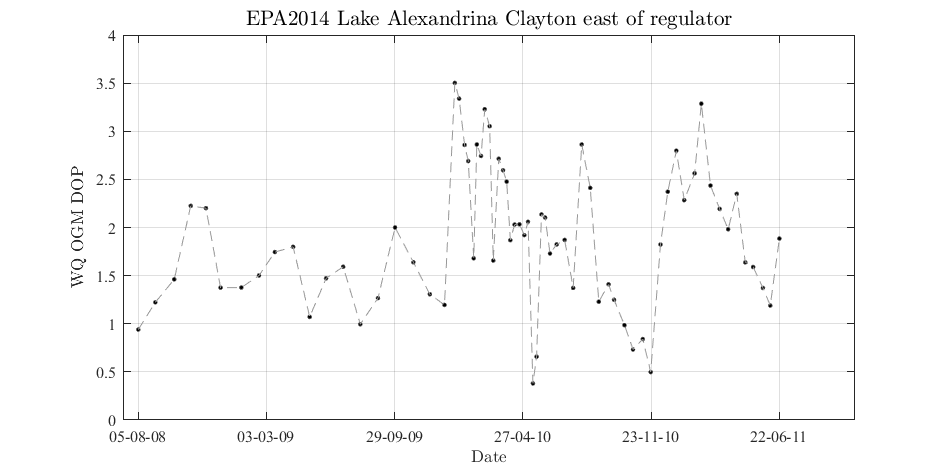 EPA2014 Lake Alexandrina Clayton east of regulator
4
3.5
3
2.5
2
1.5
1
0.5
0
WQ OGM DOP
05-08-08 03-03-09 29-09-09 27-04-10 23-11-10 22-06-11
Date